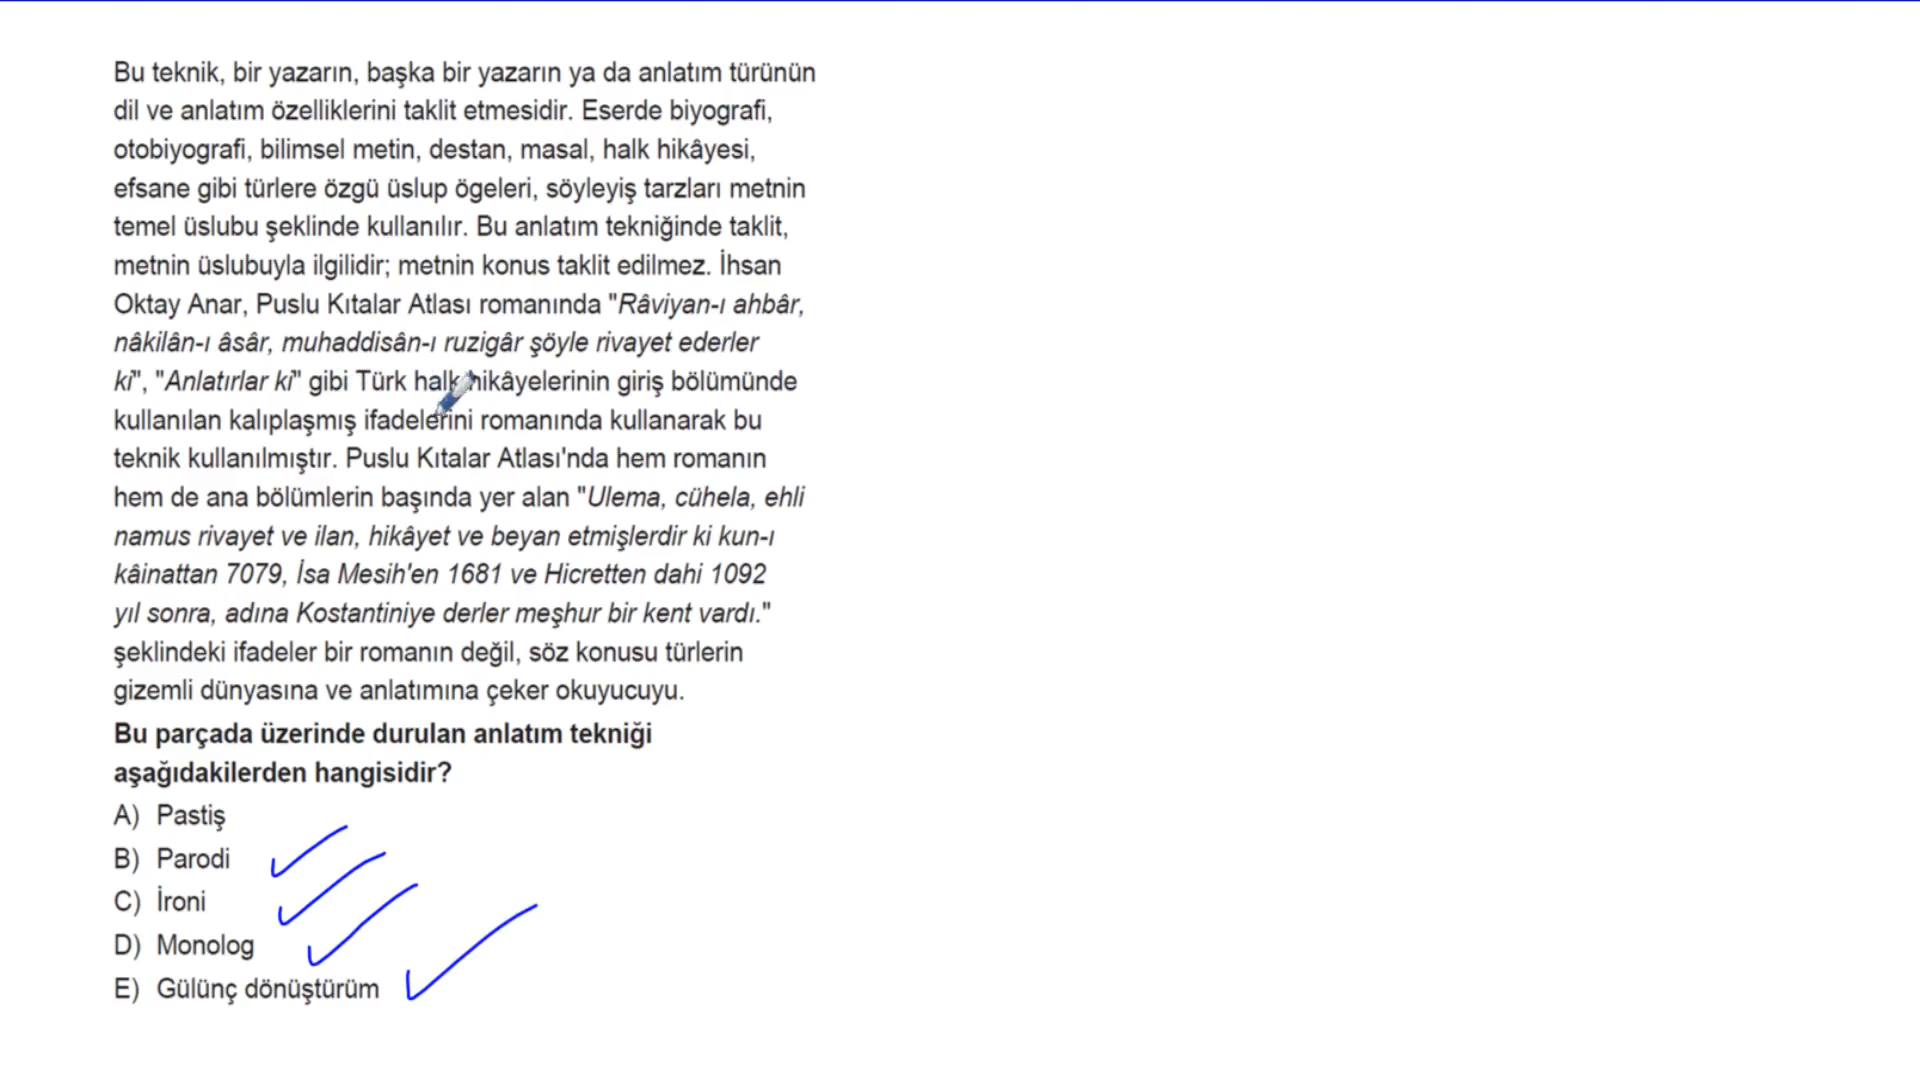 Bu teknik, bir yazarın, başka bir yazarın ya da anlatım türünün
dil ve anlatım özelliklerini taklit etmesidir. Eserde biyografi,
otobiyografi, bilimsel metin, destan, masal, halk hikâyesi,
efsane gibi türlere özgü üslup ögeleri, söyleyiş tarzları metnin
temel üslubu şeklinde kullanılır. Bu anlatım tekniğinde taklit,
metnin üslubuyla ilgilidir; metnin konus taklit edilmez. İhsan
Oktay Anar, Puslu Kıtalar Atlası romanında "Râviyan-ı ahbâr,
nâkilân-ı âsâr, muhaddisân-ı ruzigâr şöyle rivayet ederler
ki", "Anlatırlar ki" gibi Türk halk hikâyelerinin giriş bölümünde
kullanılan kalıplaşmış ifadelerini romanında kullanarak bu
teknik kullanılmıştır. Puslu Kıtalar Atlası'nda hem romanın
hem de ana bölümlerin başında yer alan "Ulema, cühela, ehli
namus rivayet ve ilan, hikâyet ve beyan etmişlerdir ki kun-ı
kâinattan 7079, İsa Mesih'en 1681 ve Hicretten dahi 1092
yıl sonra, adına Kostantiniye derler meşhur bir kent vardı."
şeklindeki ifadeler bir romanın değil, söz konusu türlerin
gizemli dünyasına ve anlatımına çeker okuyucuyu.
Bu parçada üzerinde durulan anlatım tekniği
aşağıdakilerden hangisidir?
A) Pastiş
B) Parodi
C) İroni
D) Monolog
E) Gülünç dönüştürüm